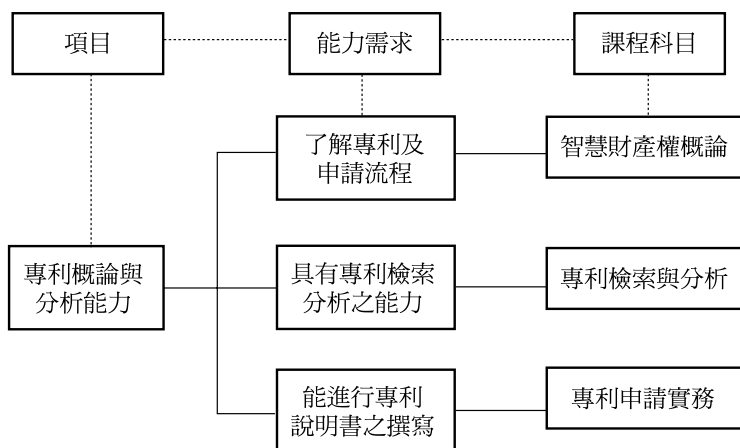 項目
能力需求
課程科目
了解專利及
申請流程
智慧財產權概論
專利概論與
分析能力
具有專利檢索
分析之能力
專利檢索與分析
能進行專利
說明書之撰寫
專利申請實務